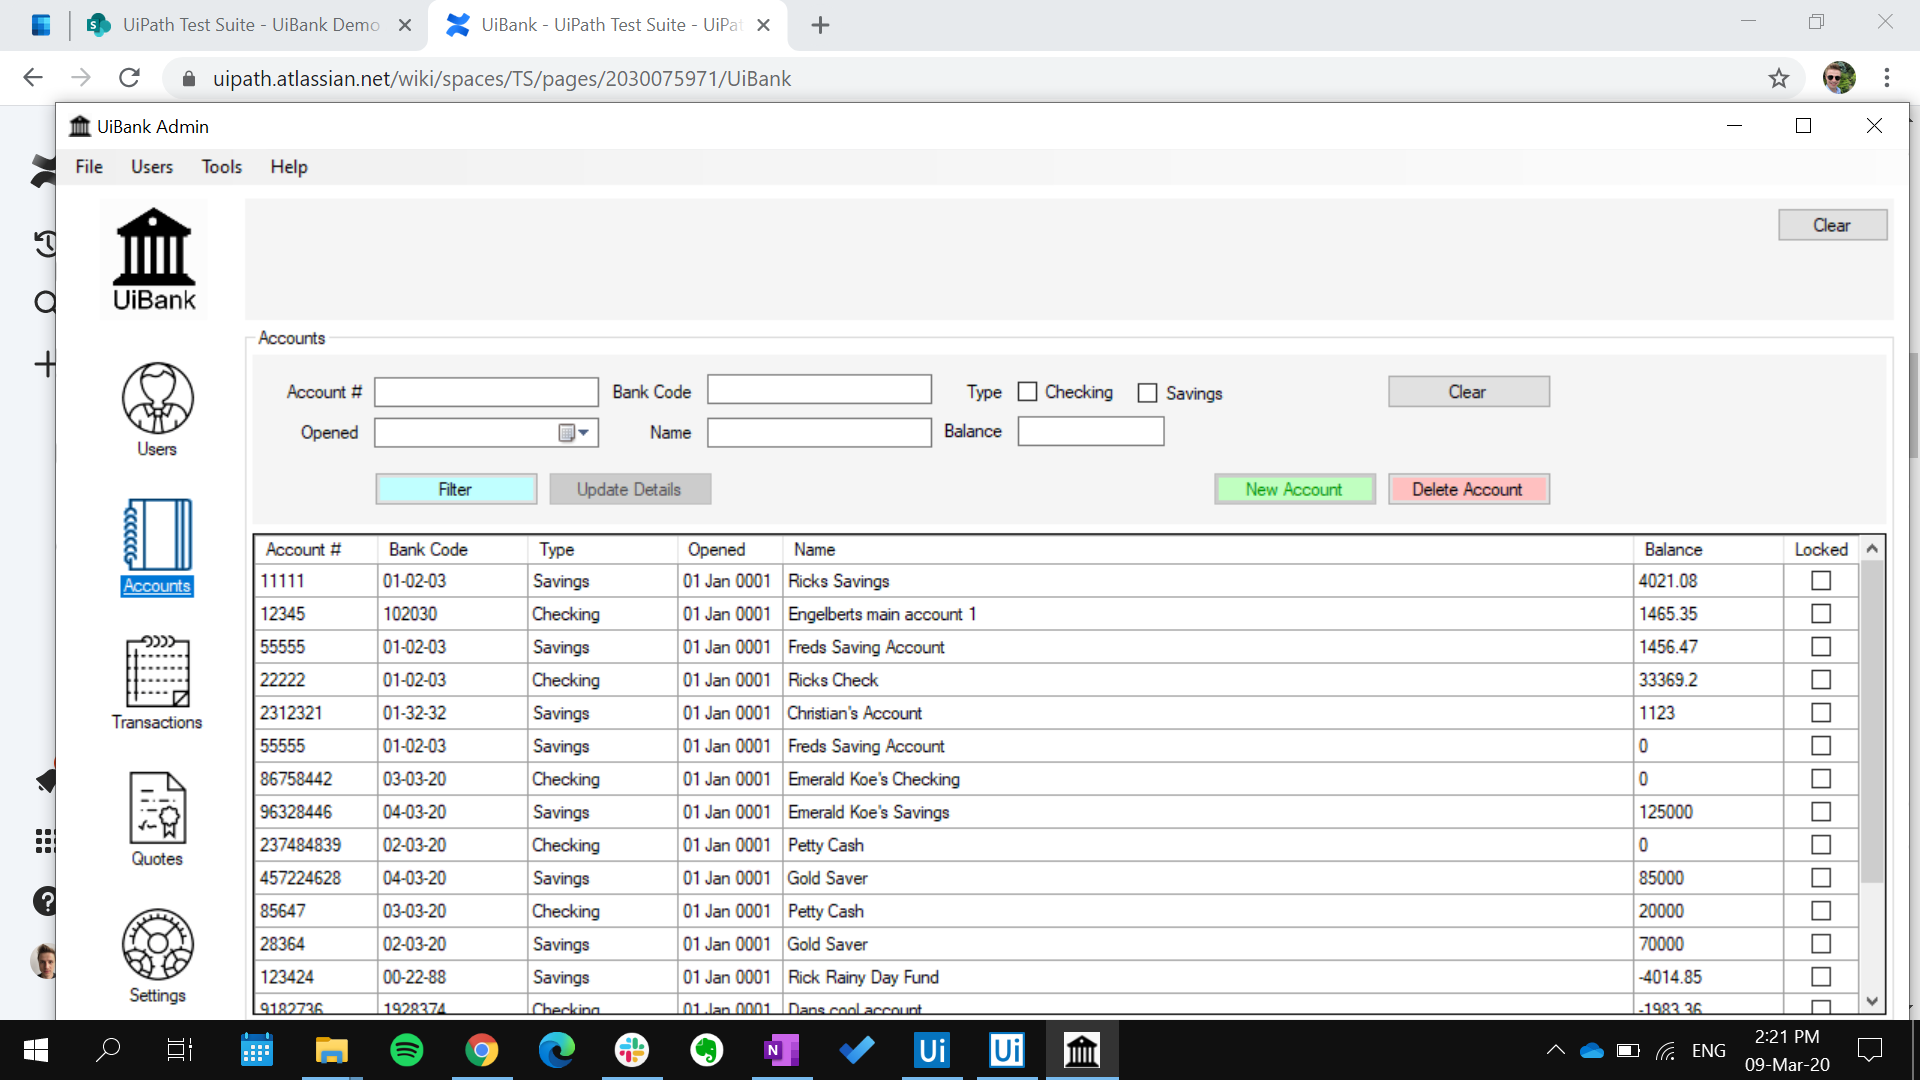 UiPath Test Suite - UiBank Demo
UiBank - UiPath Test Suite - UiPat
uipath.atlassian.net/wiki/spaces/TS/pages/2030075971/UiBank
UiBank Admin
File Users Tools Help
UiBank
Clear
Accounts
Account # Bank Code Type Checking Savings Clear
Opened Name Balance
Filter Update Details New Account Delete Account
Users
Accounts
Transactions
Quotes
Settings
Account # Bank Code Type Opened Name Balance Locked
11111 01-02-03 Savings 01 Jan 0001 Ricks Savings 4021.08
12345 102030 Checking 01 Jan 0001 Engelberts main account 1 1465.35
55555 01-02-03 Savings 01 Jan 0001 Freds Saving Account 1456.47
22222 01-02-03 Checking 01 Jan 0001 Ricks Check 33369.2
2312321 01-32-32 Savings 01 Jan 0001 Christian's Account 1123
55555 01-02-03 Savings 01 Jan 0001 Freds Saving Account 0
86758442 03-03-20 Checking 01 Jan 0001 Emerald Koe's Checking 0
96328446 04-03-20 Savings 01 Jan 0001 Emerald Koe's Savings 125000
237484839 02-03-20 Checking 01 Jan 0001 Petty Cash 0
457224628 04-03-20 Savings 01 Jan 0001 Gold Saver 85000
85647 03-03-20 Checking 01 Jan 0001 Petty Cash 20000
28364 02-03-20 Savings 01 Jan 0001 Gold Saver 70000
123424 00-22-88 Savings 01 Jan 0001 Rick Rainy Day Fund -4014.85
9182736 1928374 Checking 01 Jan 0001 Dans cool account -1983.36
Ui Ui
ENG
2:21 PM
09-Mar-20